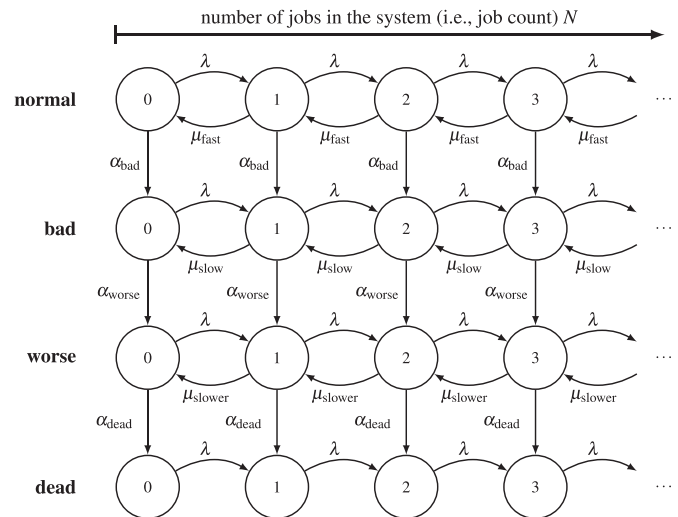 number of jobs in the system (i.e., job count) N
λ λ λ λ
normal 0 1 2 3 ...
μfast μfast μfast μfast
αbad αbad αbad αbad
λ λ λ λ
bad 0 1 2 3 ...
μslow μslow μslow μslow
αworse αworse αworse αworse
λ λ λ λ
worse 0 1 2 3 ...
μslower μslower μslower μslower
αdead αdead αdead αdead
λ λ λ λ
dead 0 1 2 3 ...